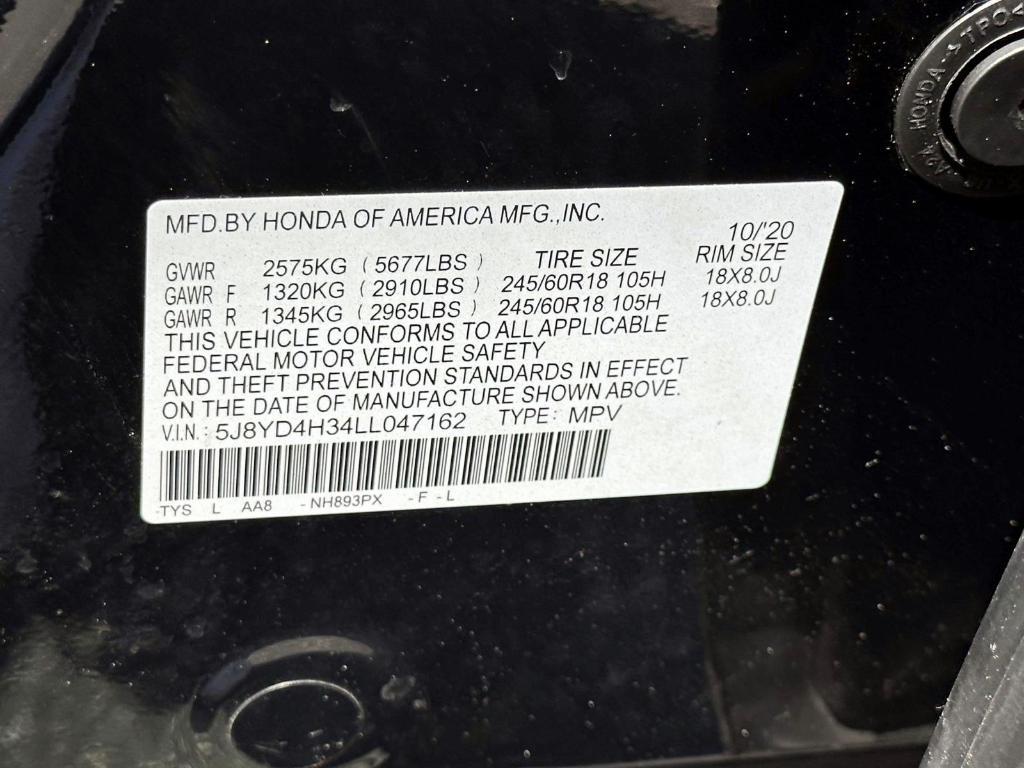 MFD.BY HONDA OF AMERICA MFG.,INC.
10/'20
GVWR 2575KG (5677LBS) TIRE SIZE RIM SIZE
GAWR F 1320KG (2910LBS) 245/60R18 105H 18X8.0J
GAWR R 1345KG (2965LBS) 245/60R18 105H 18X8.0J
THIS VEHICLE CONFORMS TO ALL APPLICABLE
FEDERAL MOTOR VEHICLE SAFETY
AND THEFT PREVENTION STANDARDS IN EFFECT
ON THE DATE OF MANUFACTURE SHOWN ABOVE.
V.I.N.: 5J8YD4H34LL047162 TYPE: MPV
-TYS L AA8 -NH893PX -F -L
HONDA >TPO<